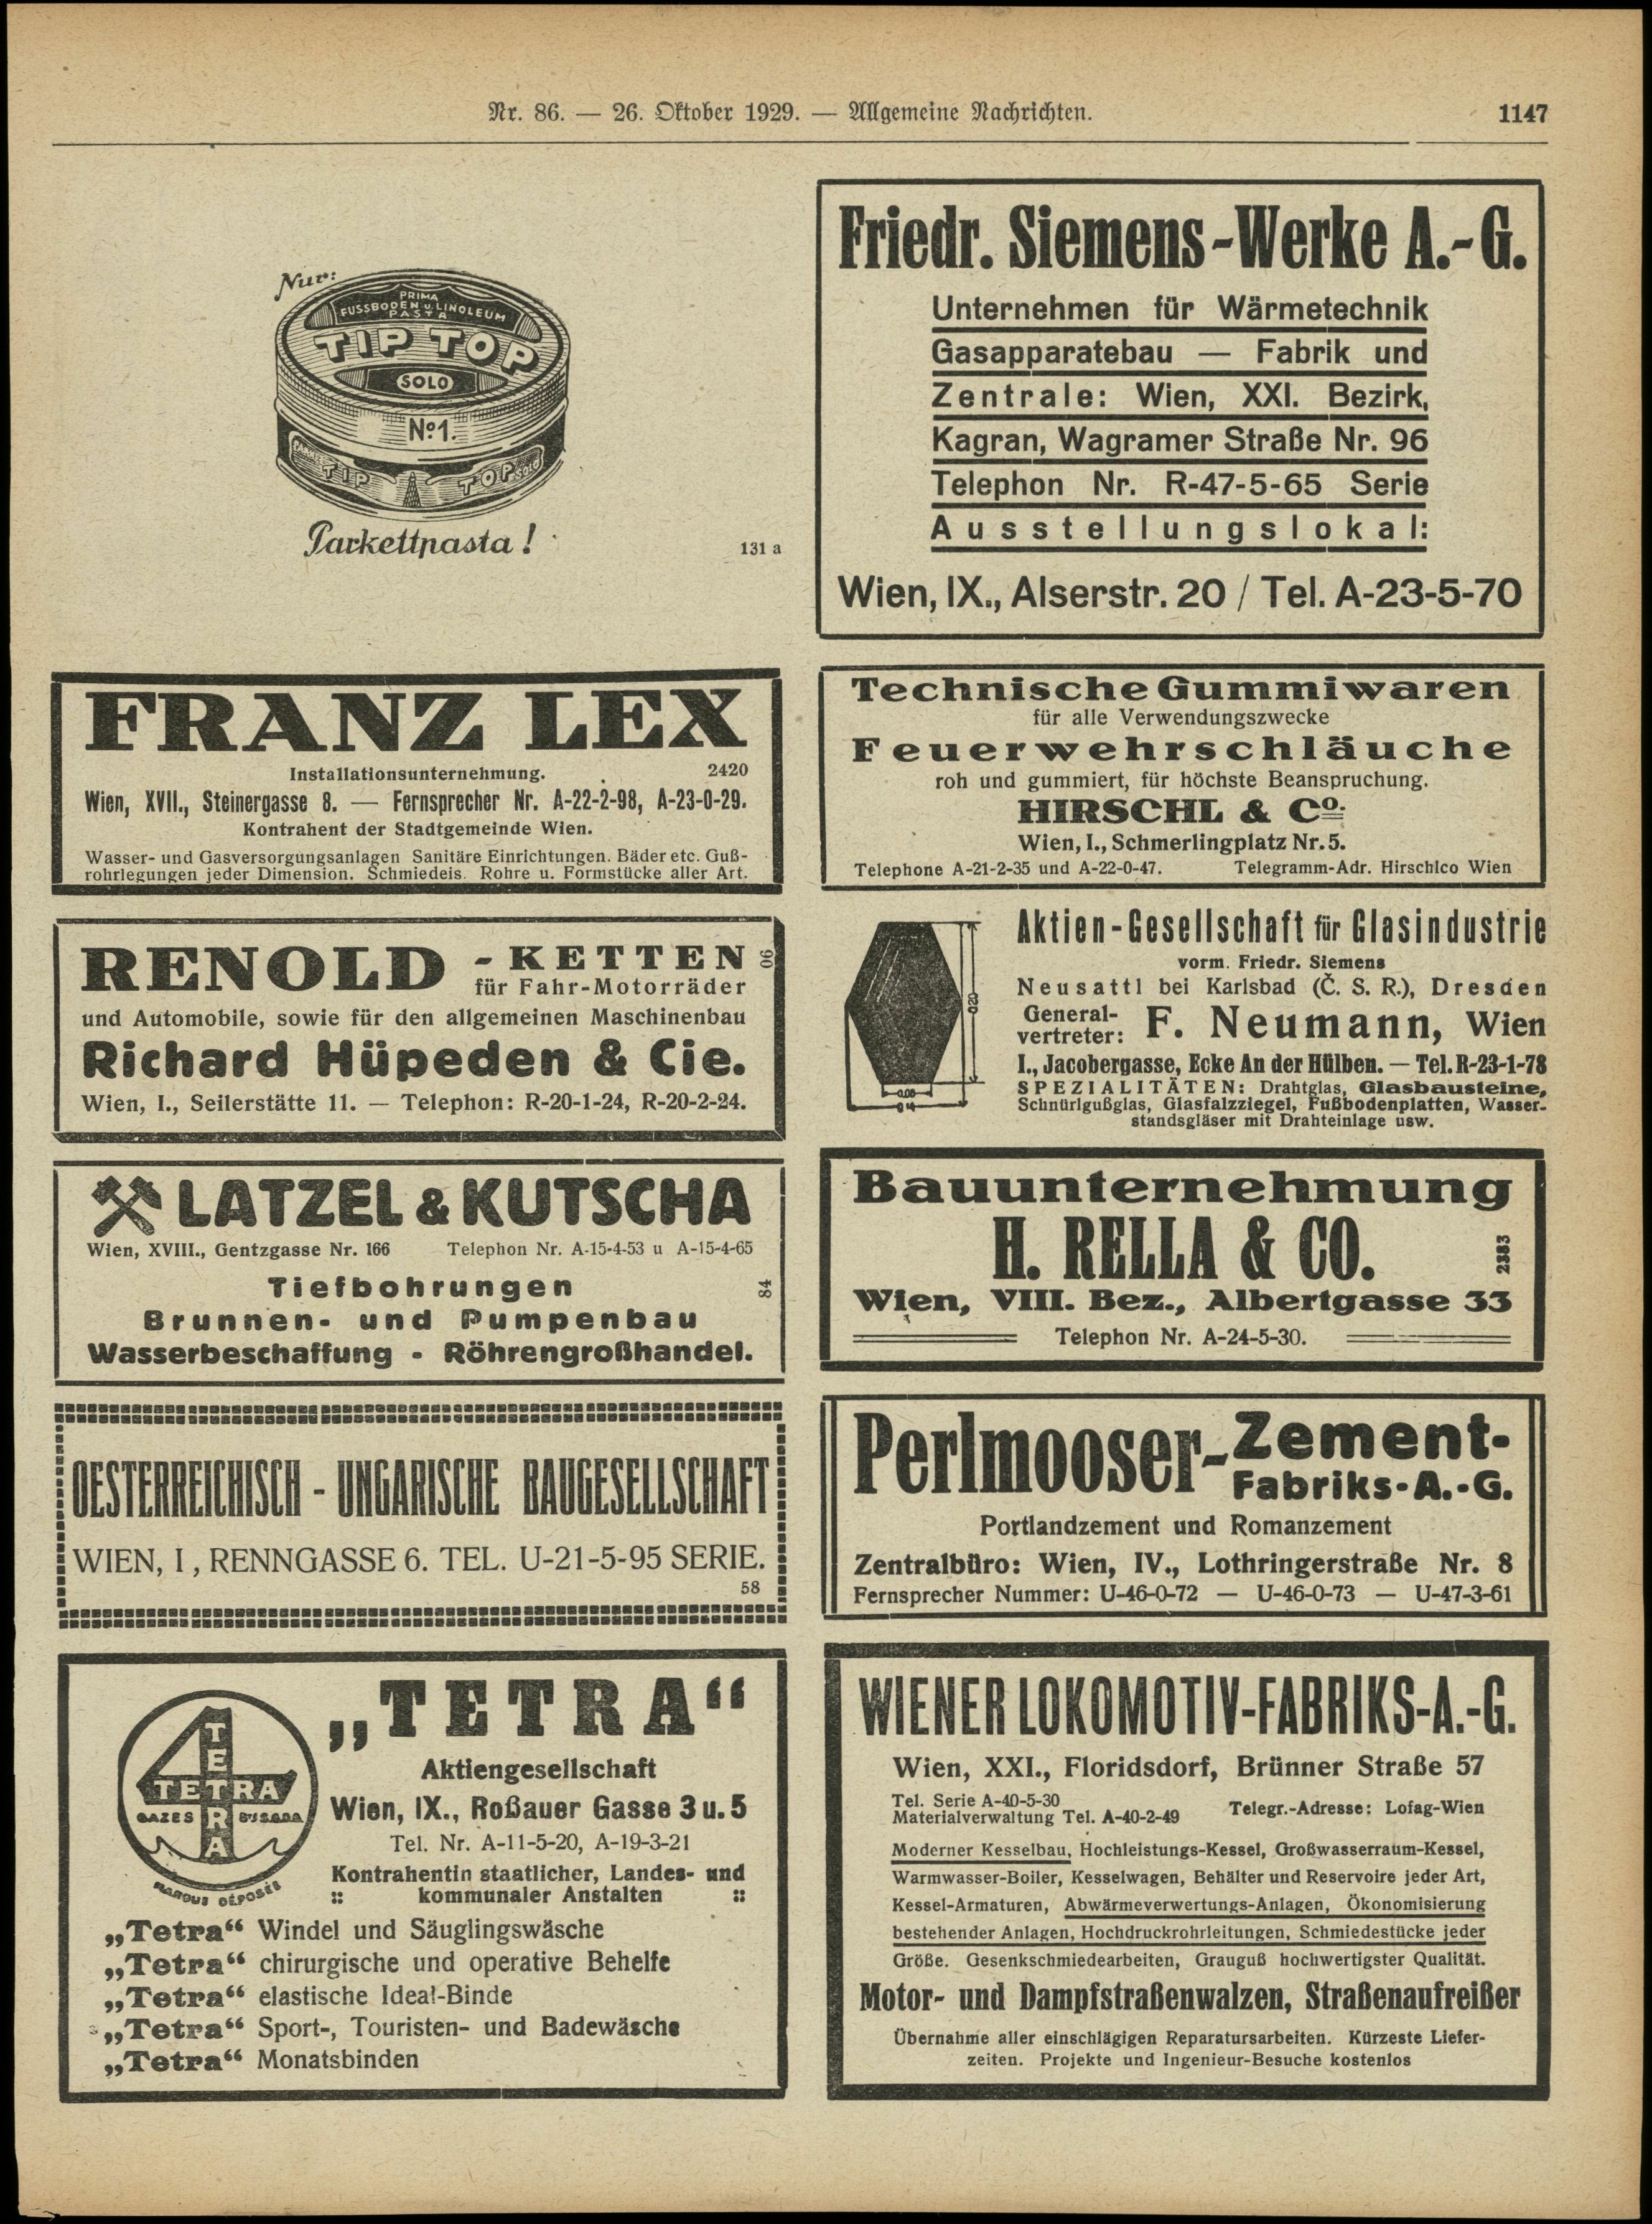 Nr. 86. — 26. Oktober 1929. — Allgemeine Nachrichten.
1147
Nur:
PRIMA
FUSSBODEN u. LINOLEUM
PASTA
TIP TOP
SOLO
No 1.
TIP TOP SOLO
Parkettpasta!
131 a
FRANZ LEX
Installationsunternehmung.
2420
Wien, XVII., Steinergasse 8. — Fernsprecher Nr. A-22-2-98, A-23-0-29.
Kontrahent der Stadtgemeinde Wien.
Wasser- und Gasversorgungsanlagen Sanitäre Einrichtungen. Bäder etc. Guß-
rohrlegungen jeder Dimension. Schmiedeis. Rohre u. Formstücke aller Art.
RENOLD - KETTEN
für Fahr-Motorräder
90
und Automobile, sowie für den allgemeinen Maschinenbau
Richard Hüpeden & Cie.
Wien, I., Seilerstätte 11. — Telephon: R-20-1-24, R-20-2-24.
LATZEL & KUTSCHA
Wien, XVIII., Gentzgasse Nr. 166 Telephon Nr. A-15-4-53 u A-15-4-65
Tiefbohrungen
84
Brunnen- und Pumpenbau
Wasserbeschaffung - Röhrengroßhandel.
OESTERREICHISCH - UNGARISCHE BAUGESELLSCHAFT
WIEN, I, RENNGASSE 6. TEL. U-21-5-95 SERIE.
58
TETRA
TETRA
GAZES
MARQUE DÉPOSÉE
„TETRA“
Aktiengesellschaft
Wien, IX., Roßauer Gasse 3 u. 5
Tel. Nr. A-11-5-20, A-19-3-21
Kontrahentin staatlicher, Landes- und
:: kommunaler Anstalten ::
„Tetra“ Windel und Säuglingswäsche
„Tetra“ chirurgische und operative Behelfe
„Tetra“ elastische Ideal-Binde
„Tetra“ Sport-, Touristen- und Badewäsche
„Tetra“ Monatsbinden
Friedr. Siemens-Werke A.-G.
Unternehmen für Wärmetechnik
Gasapparatebau — Fabrik und
Zentrale: Wien, XXI. Bezirk,
Kagran, Wagramer Straße Nr. 96
Telephon Nr. R-47-5-65 Serie
Ausstellungslokal:
Wien, IX., Alserstr. 20 / Tel. A-23-5-70
Technische Gummiwaren
für alle Verwendungszwecke
Feuerwehrschläuche
roh und gummiert, für höchste Beanspruchung.
HIRSCHL & Co.
Wien, I., Schmerlingplatz Nr. 5.
Telephone A-21-2-35 und A-22-0-47. Telegramm-Adr. Hirschlco Wien
Aktien-Gesellschaft für Glasindustrie
vorm. Friedr. Siemens
Neusattl bei Karlsbad (Č. S. R.), Dresden
General-
vertreter: F. Neumann, Wien
I., Jacobergasse, Ecke An der Hülben. — Tel. R-23-1-78
SPEZIALITÄTEN: Drahtglas, Glasbausteine,
Schnürlgußglas, Glasfalzziegel, Fußbodenplatten, Wasser-
standsgläser mit Drahteinlage usw.
0.20
0.08
0.14
Bauunternehmung
H. RELLA & CO.
2383
Wien, VIII. Bez., Albertgasse 33
Telephon Nr. A-24-5-30.
Perlmooser-Zement-
Fabriks-A.-G.
Portlandzement und Romanzement
Zentralbüro: Wien, IV., Lothringerstraße Nr. 8
Fernsprecher Nummer: U-46-0-72 — U-46-0-73 — U-47-3-61
WIENER LOKOMOTIV-FABRIKS-A.-G.
Wien, XXI., Floridsdorf, Brünner Straße 57
Tel. Serie A-40-5-30
Materialverwaltung Tel. A-40-2-49
Telegr.-Adresse: Lofag-Wien
Moderner Kesselbau, Hochleistungs-Kessel, Großwasserraum-Kessel,
Warmwasser-Boiler, Kesselwagen, Behälter und Reservoire jeder Art,
Kessel-Armaturen, Abwärmeverwertungs-Anlagen, Ökonomisierung
bestehender Anlagen, Hochdruckrohrleitungen, Schmiedestücke jeder
Größe. Gesenkschmiedearbeiten, Grauguß hochwertigster Qualität.
Motor- und Dampfstraßenwalzen, Straßenaufreißer
Übernahme aller einschlägigen Reparatursarbeiten. Kürzeste Liefer-
zeiten. Projekte und Ingenieur-Besuche kostenlos